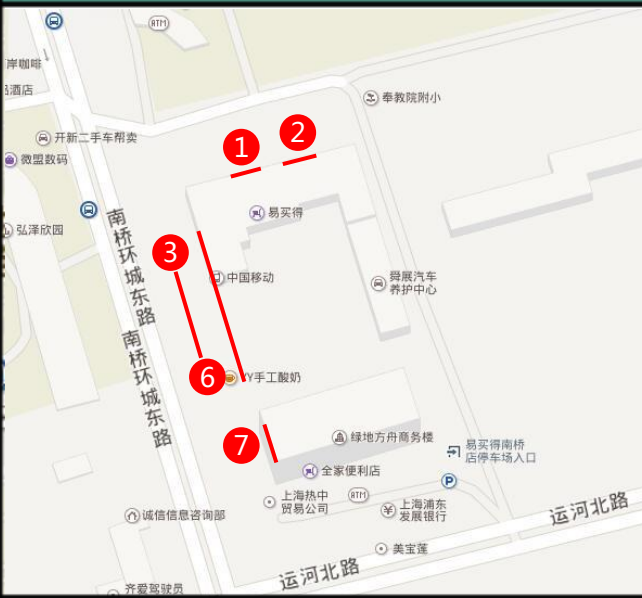 ATM
岸咖啡
酒店
奉教院附小
开新二手车帮卖
1
2
微盟数码
易买得
弘泽欣园
南桥环城东路
3
中国移动
舜展汽车
养护中心
南桥环城东路
6
Y手工酸奶
7
绿地方舟商务楼
易买得南桥
店停车场入口
全家便利店
P
上海热中
贸易公司
ATM
上海浦东
发展银行
诚信信息咨询部
运河北路
美宝莲
运河北路
齐爱驾驶员